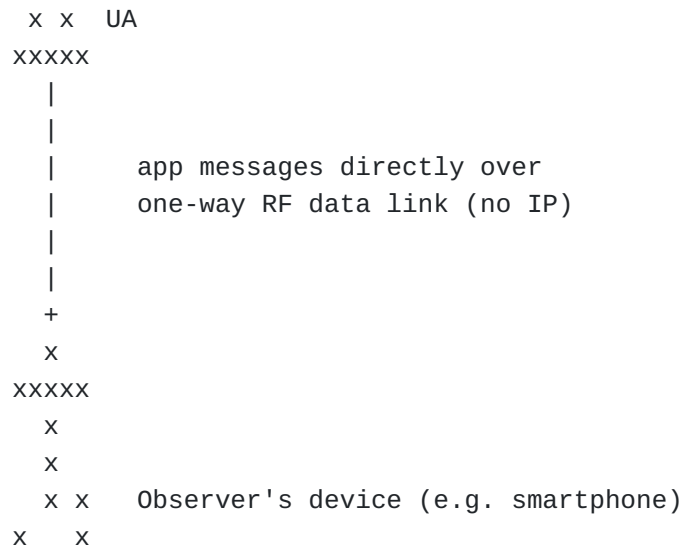 x x UA
xxxxx
|
|
| app messages directly over
| one-way RF data link (no IP)
|
|
+
x
xxxxx
x
x
x x Observer's device (e.g. smartphone)
x x